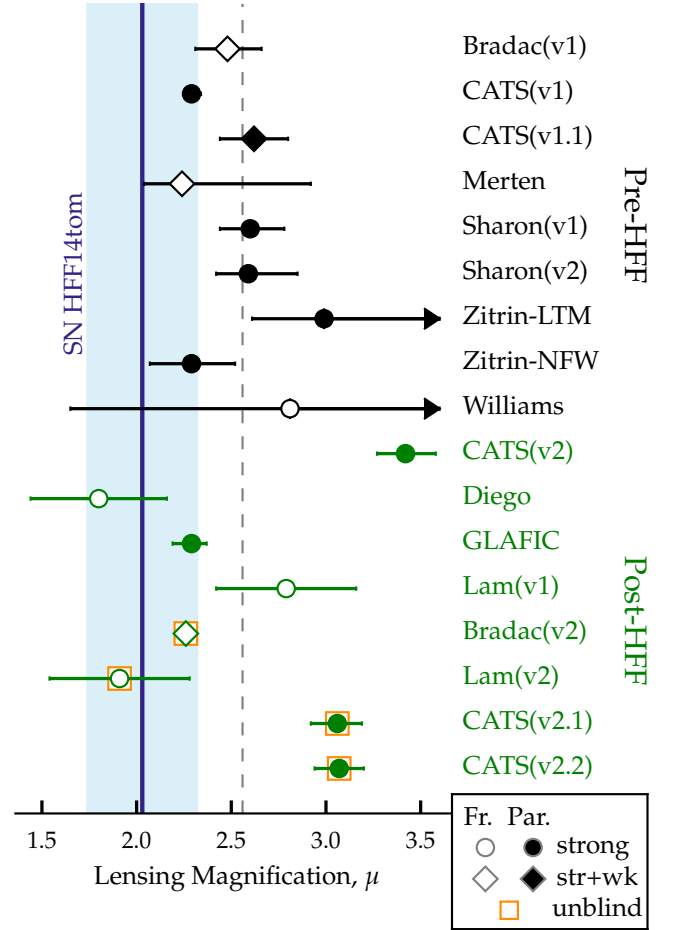 Bradac(v1)
CATS(v1)
CATS(v1.1)
Merten
Sharon(v1)
Sharon(v2)
Zitrin-LTM
Zitrin-NFW
Williams
CATS(v2)
Diego
GLAFIC
Lam(v1)
Bradac(v2)
Lam(v2)
CATS(v2.1)
CATS(v2.2)
Pre-HFF
Post-HFF
SN HFF14tom
1.5 2.0 2.5 3.0 3.5
Lensing Magnification, μ
Fr. Par.
strong
str+wk
unblind